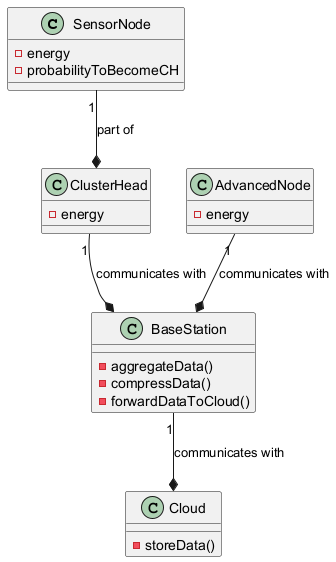 C SensorNode
energy
probabilityToBecomeCH
1
part of
C ClusterHead
energy
C AdvancedNode
energy
1
communicates with
1
communicates with
C BaseStation
aggregateData()
compressData()
forwardDataToCloud()
1
communicates with
C Cloud
storeData()